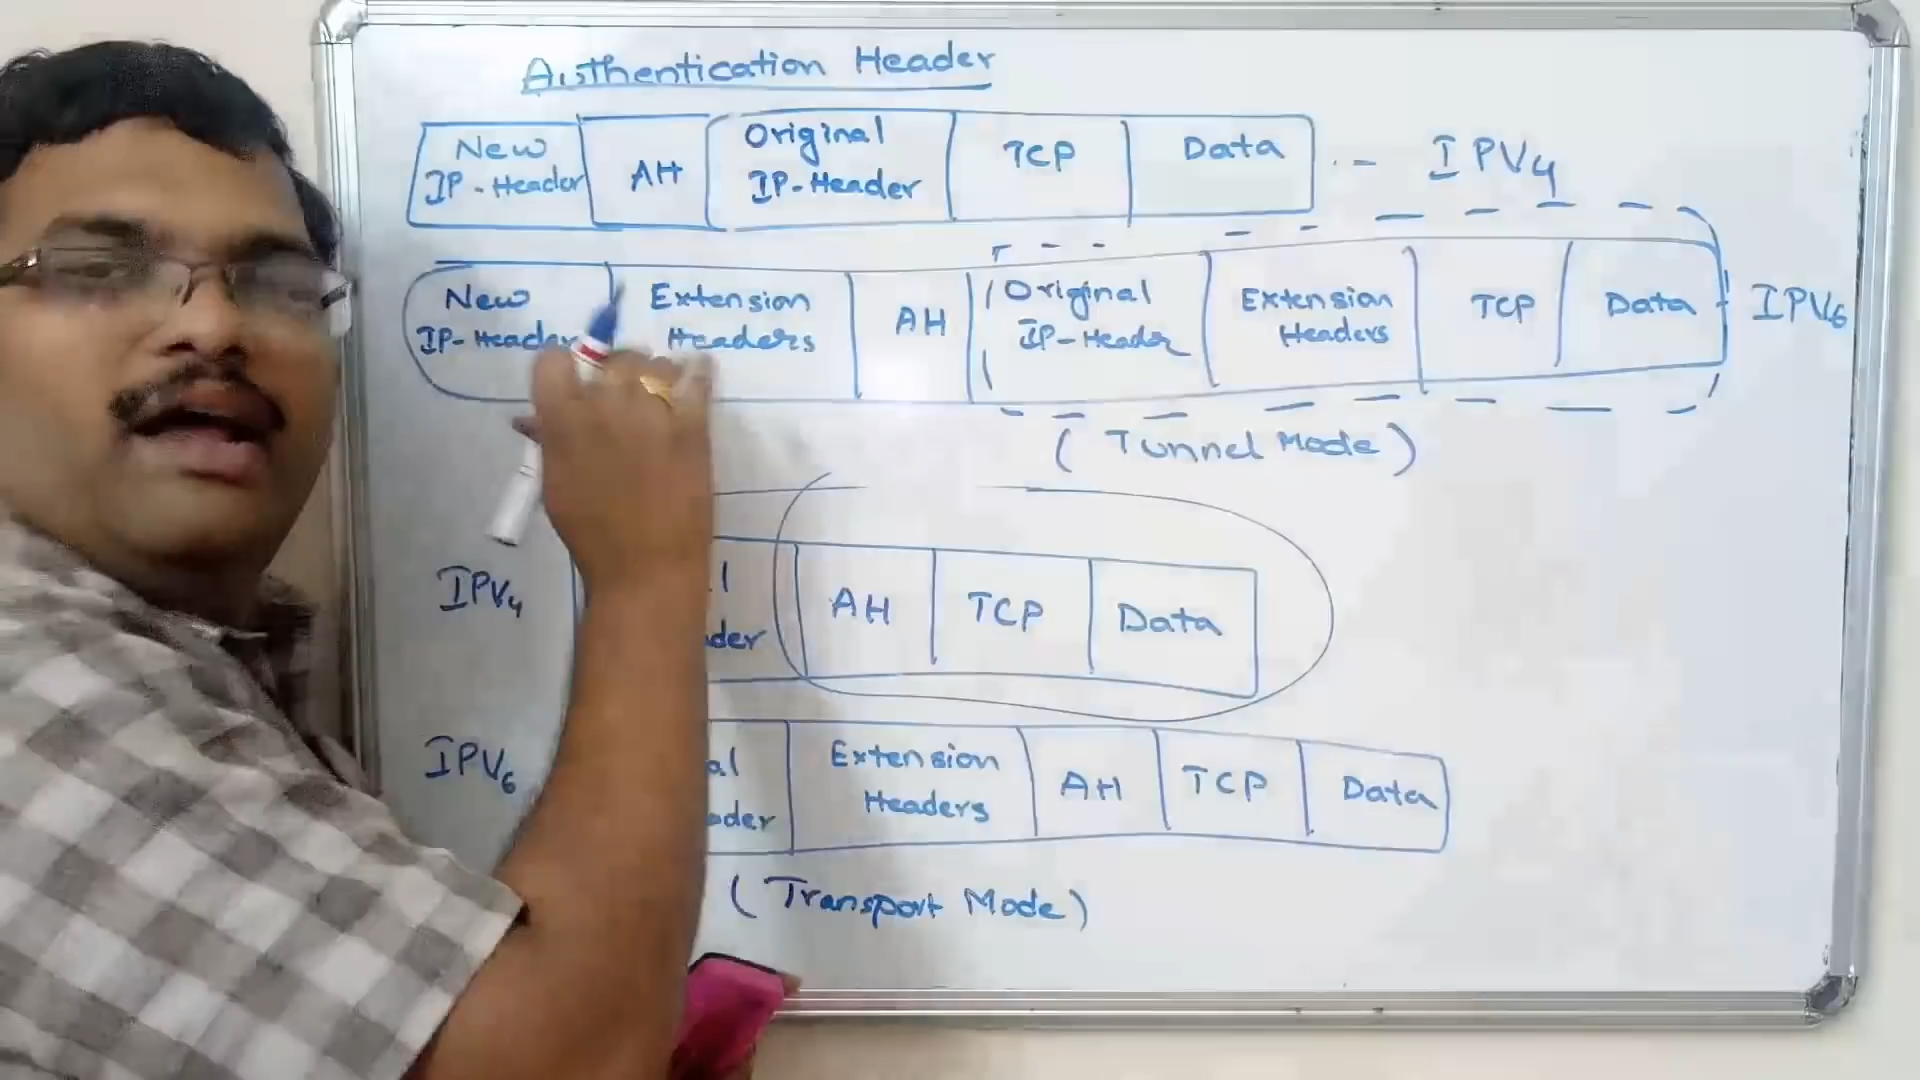 Authentication Header
New
IP-Header
AH
Original
IP-Header
TCP
Data
IPV4
New
IP-Header
Extension
Headers
AH
Original
IP-Header
Extension
Headers
TCP
Data
IPV6
(Tunnel Mode)
IPV4
AH
TCP
Data
IPV6
Extension
Headers
AH
TCP
Data
(Transport Mode)